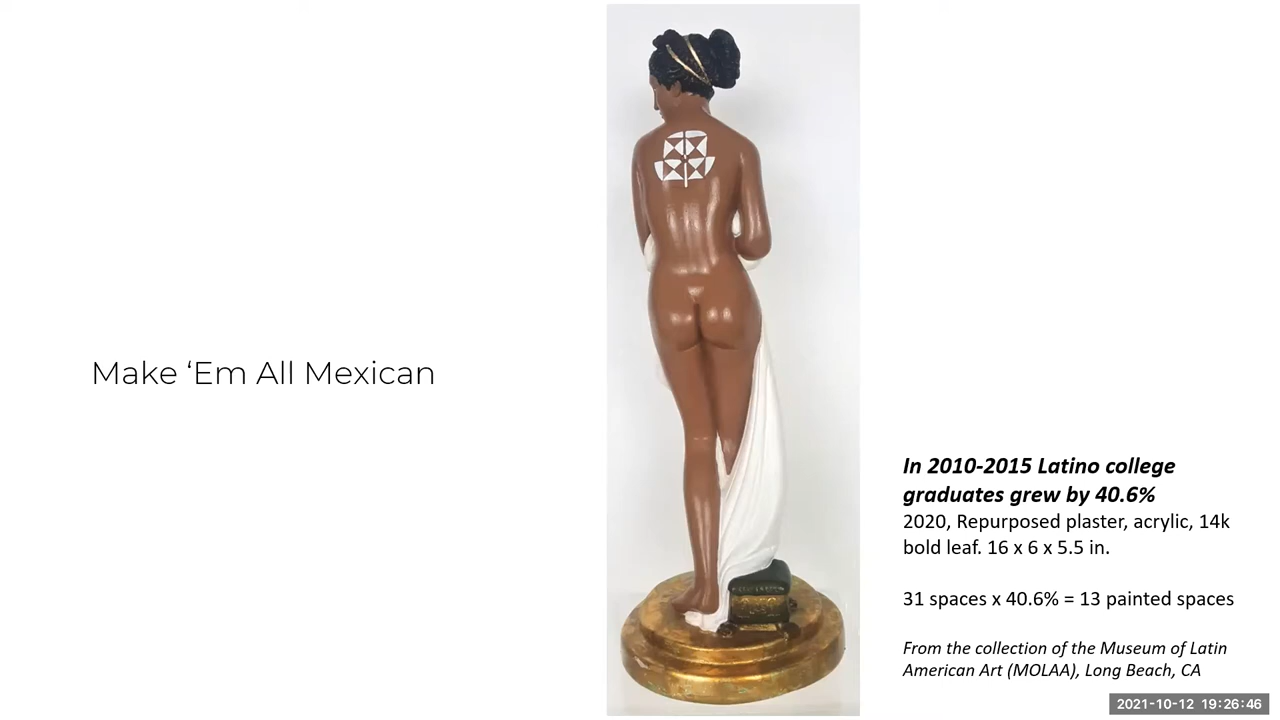 Make ‘Em All Mexican
In 2010-2015 Latino college
graduates grew by 40.6%
2020, Repurposed plaster, acrylic, 14k
bold leaf. 16 x 6 x 5.5 in.
31 spaces x 40.6% = 13 painted spaces
From the collection of the Museum of Latin
American Art (MOLAA), Long Beach, CA
2021-10-12 19:26:46